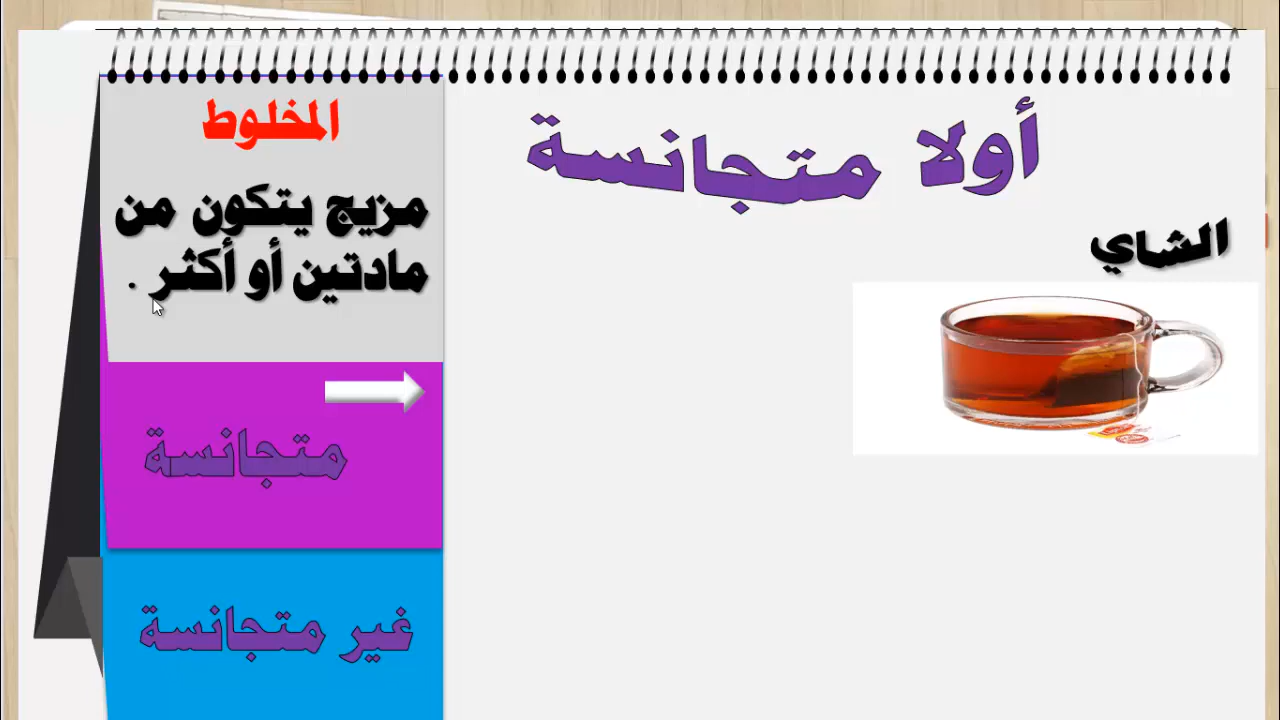 أولا متجانسة
الشاي
المخلوط
مزيج يتكون من
مادتين أو أكثر .
متجانسة
غير متجانسة